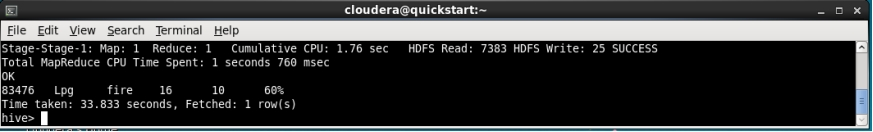 cloudera@quickstart:~
File Edit View Search Terminal Help
Stage-Stage-1: Map: 1  Reduce: 1   Cumulative CPU: 1.76 sec   HDFS Read: 7383 HDFS Write: 25 SUCCESS
Total MapReduce CPU Time Spent: 1 seconds 760 msec
OK
83476   Lpg     fire    16      10      60%
Time taken: 33.833 seconds, Fetched: 1 row(s)
hive>